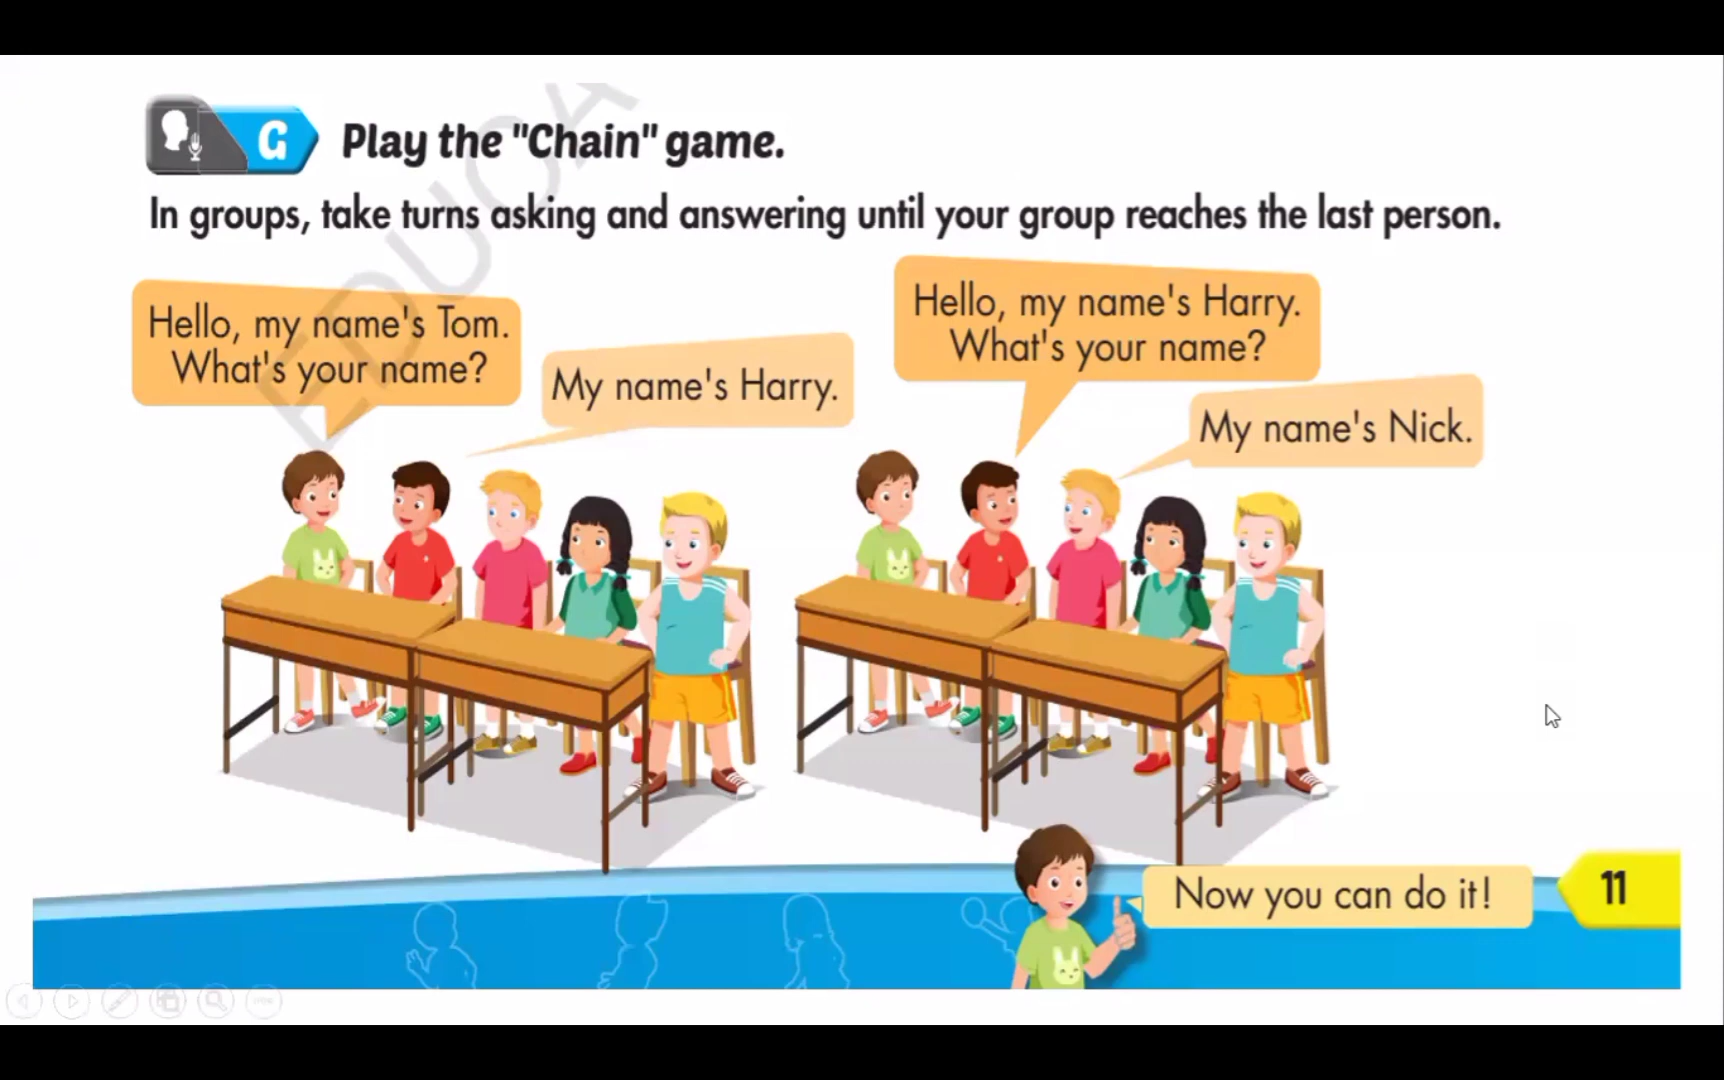 G Play the "Chain" game.
In groups, take turns asking and answering until your group reaches the last person.
Hello, my name's Tom.
What's your name?
My name's Harry.
Hello, my name's Harry.
What's your name?
My name's Nick.
Now you can do it!
11
EDUCA